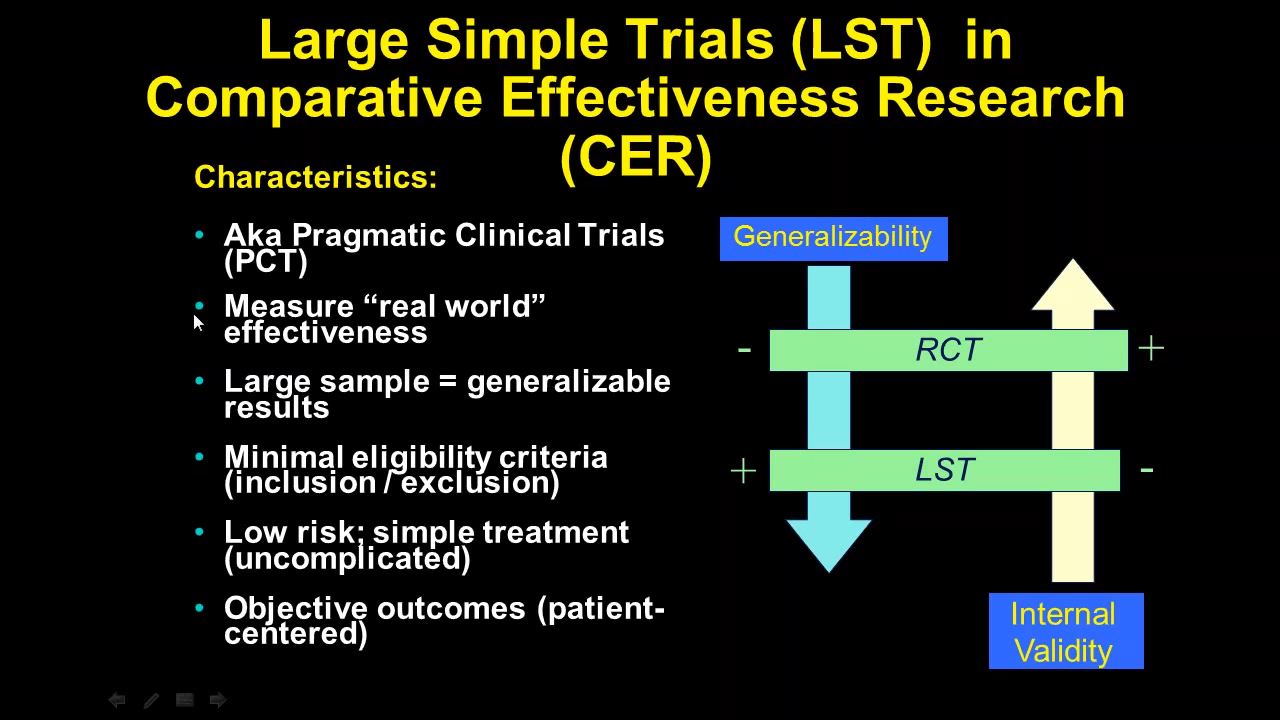 Large Simple Trials (LST) in
Comparative Effectiveness Research
(CER)
Characteristics:
• Aka Pragmatic Clinical Trials
(PCT)
• Measure “real world”
effectiveness
• Large sample = generalizable
results
• Minimal eligibility criteria
(inclusion / exclusion)
• Low risk; simple treatment
(uncomplicated)
• Objective outcomes (patient-
centered)
Generalizability
- RCT +
+ LST -
Internal
Validity